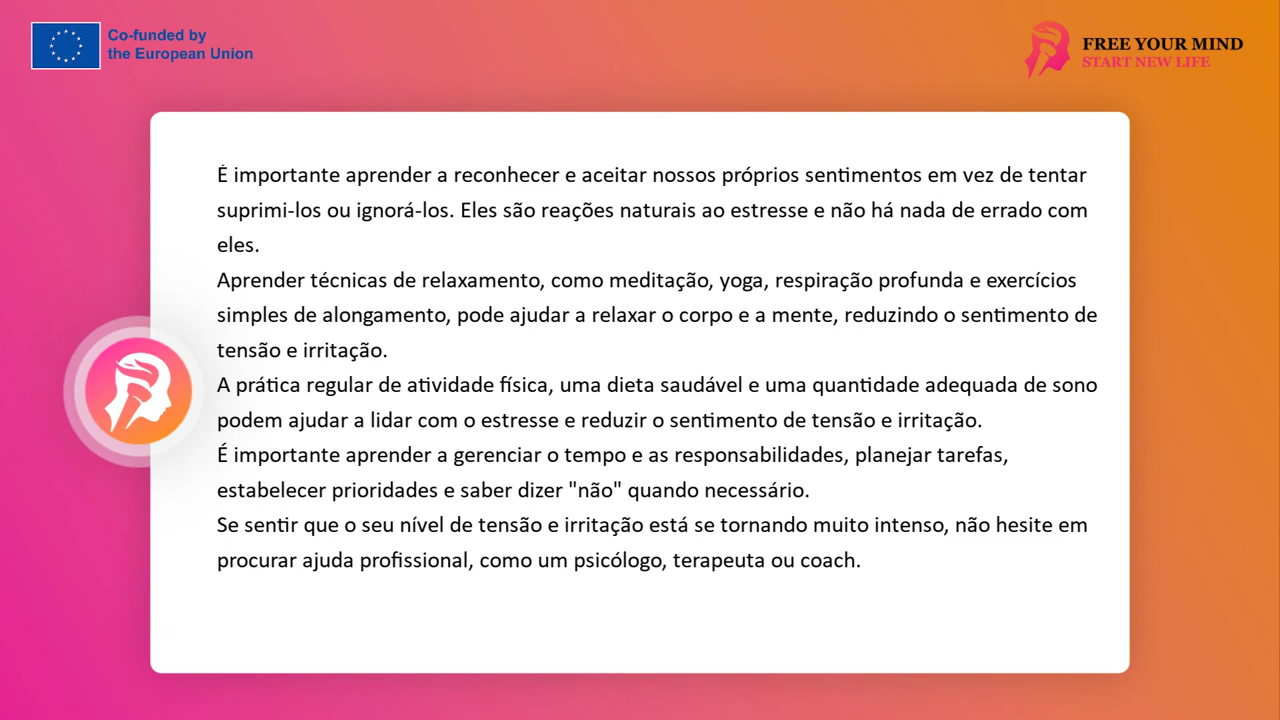 Co-funded by
the European Union
FREE YOUR MIND
START NEW LIFE
É importante aprender a reconhecer e aceitar nossos próprios sentimentos em vez de tentar
suprimi-los ou ignorá-los. Eles são reações naturais ao estresse e não há nada de errado com
eles.
Aprender técnicas de relaxamento, como meditação, yoga, respiração profunda e exercícios
simples de alongamento, pode ajudar a relaxar o corpo e a mente, reduzindo o sentimento de
tensão e irritação.
A prática regular de atividade física, uma dieta saudável e uma quantidade adequada de sono
podem ajudar a lidar com o estresse e reduzir o sentimento de tensão e irritação.
É importante aprender a gerenciar o tempo e as responsabilidades, planejar tarefas,
estabelecer prioridades e saber dizer "não" quando necessário.
Se sentir que o seu nível de tensão e irritação está se tornando muito intenso, não hesite em
procurar ajuda profissional, como um psicólogo, terapeuta ou coach.